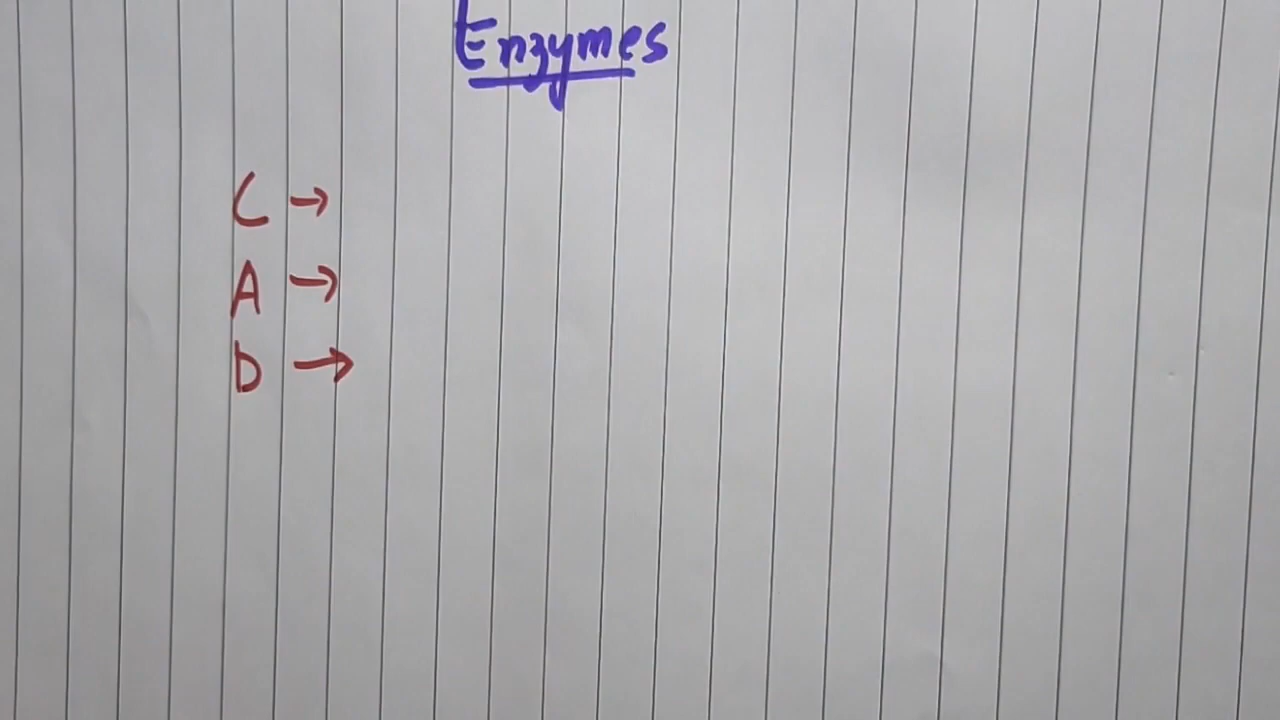 Enzymes
C →
A →
D →